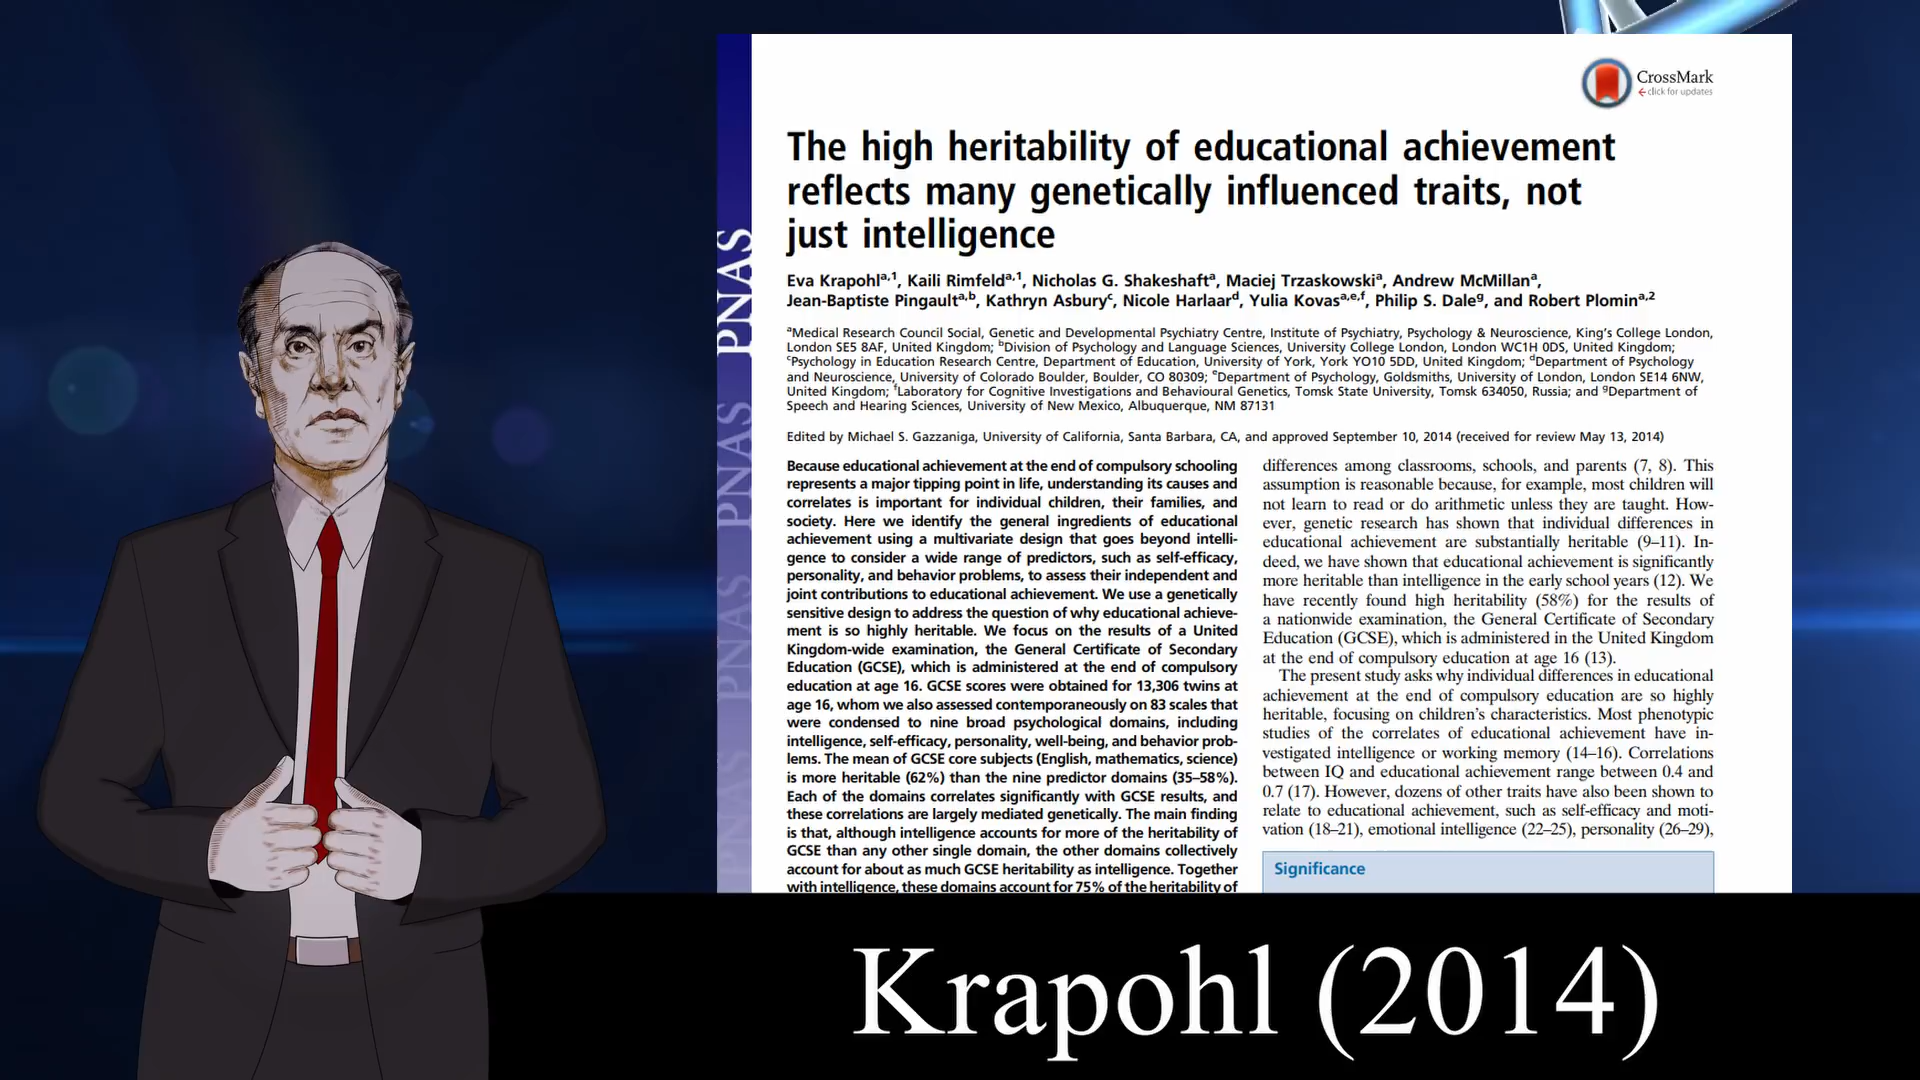 CrossMark
click for updates
The high heritability of educational achievement
reflects many genetically influenced traits, not
just intelligence
Eva Krapohlᵃ,¹, Kaili Rimfeldᵃ,¹, Nicholas G. Shakeshaftᵃ, Maciej Trzaskowskiᵃ, Andrew McMillanᵃ,
Jean-Baptiste Pingaultᵃ,ᵇ, Kathryn Asburyᶜ, Nicole Harlaarᵈ, Yulia Kovasᵃ,ᵉ,ᶠ, Philip S. Daleᵍ, and Robert Plominᵃ,²
ᵃMedical Research Council Social, Genetic and Developmental Psychiatry Centre, Institute of Psychiatry, Psychology & Neuroscience, King's College London,
London SE5 8AF, United Kingdom; ᵇDivision of Psychology and Language Sciences, University College London, London WC1H 0DS, United Kingdom;
ᶜPsychology in Education Research Centre, Department of Education, University of York, York YO10 5DD, United Kingdom; ᵈDepartment of Psychology
and Neuroscience, University of Colorado Boulder, Boulder, CO 80309; ᵉDepartment of Psychology, Goldsmiths, University of London, London SE14 6NW,
United Kingdom; ᶠLaboratory for Cognitive Investigations and Behavioural Genetics, Tomsk State University, Tomsk 634050, Russia; and ᵍDepartment of
Speech and Hearing Sciences, University of New Mexico, Albuquerque, NM 87131
Edited by Michael S. Gazzaniga, University of California, Santa Barbara, CA, and approved September 10, 2014 (received for review May 13, 2014)
Because educational achievement at the end of compulsory schooling
represents a major tipping point in life, understanding its causes and
correlates is important for individual children, their families, and
society. Here we identify the general ingredients of educational
achievement using a multivariate design that goes beyond intelli-
gence to consider a wide range of predictors, such as self-efficacy,
personality, and behavior problems, to assess their independent and
joint contributions to educational achievement. We use a genetically
sensitive design to address the question of why educational achieve-
ment is so highly heritable. We focus on the results of a United
Kingdom-wide examination, the General Certificate of Secondary
Education (GCSE), which is administered at the end of compulsory
education at age 16. GCSE scores were obtained for 13,306 twins at
age 16, whom we also assessed contemporaneously on 83 scales that
were condensed to nine broad psychological domains, including
intelligence, self-efficacy, personality, well-being, and behavior prob-
lems. The mean of GCSE core subjects (English, mathematics, science)
is more heritable (62%) than the nine predictor domains (35–58%).
Each of the domains correlates significantly with GCSE results, and
these correlations are largely mediated genetically. The main finding
is that, although intelligence accounts for more of the heritability of
GCSE than any other single domain, the other domains collectively
account for about as much GCSE heritability as intelligence. Together
with intelligence, these domains account for 75% of the heritability of
differences among classrooms, schools, and parents (7, 8). This
assumption is reasonable because, for example, most children will
not learn to read or do arithmetic unless they are taught. How-
ever, genetic research has shown that individual differences in
educational achievement are substantially heritable (9–11). In-
deed, we have shown that educational achievement is significantly
more heritable than intelligence in the early school years (12). We
have recently found high heritability (58%) for the results of
a nationwide examination, the General Certificate of Secondary
Education (GCSE), which is administered in the United Kingdom
at the end of compulsory education at age 16 (13).
The present study asks why individual differences in educational
achievement at the end of compulsory education are so highly
heritable, focusing on children's characteristics. Most phenotypic
studies of the correlates of educational achievement have in-
vestigated intelligence or working memory (14–16). Correlations
between IQ and educational achievement range between 0.4 and
0.7 (17). However, dozens of other traits have also been shown to
relate to educational achievement, such as self-efficacy and moti-
vation (18–21), emotional intelligence (22–25), personality (26–29),
Significance
PNAS
PNAS
PNAS
PNAS
Krapohl (2014)